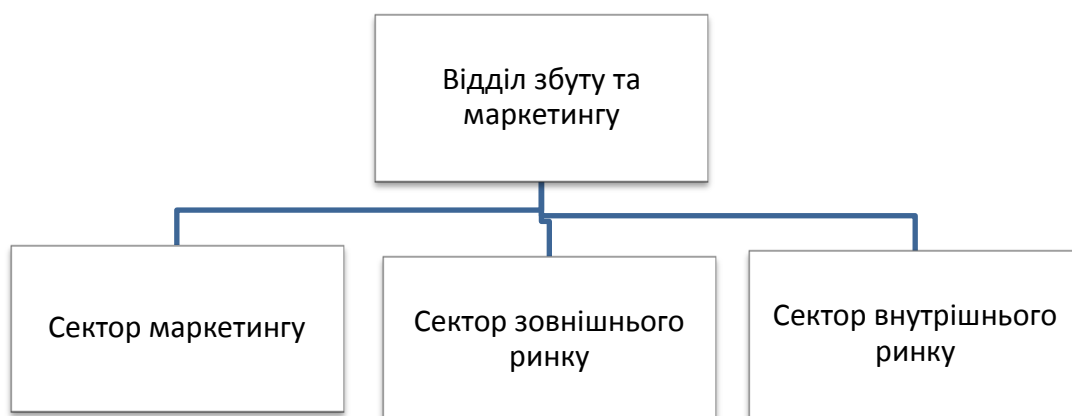 Відділ збуту та
маркетингу
Сектор маркетингу
Сектор зовнішнього
ринку
Сектор внутрішнього
ринку